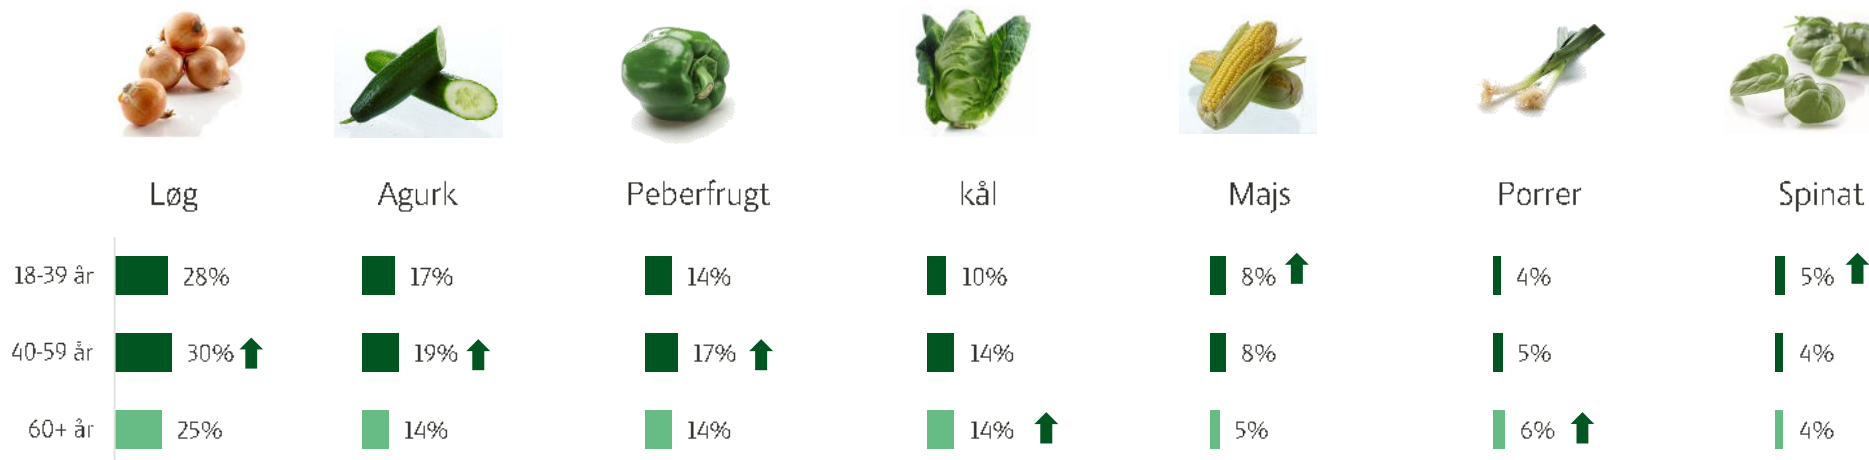 Løg Agurk Peberfrugt kål Majs Porrer Spinat
18-39 år 28% 17% 14% 10% 8% 4% 5%
40-59 år 30% 19% 17% 14% 8% 5% 4%
60+ år 25% 14% 14% 14% 5% 6% 4%